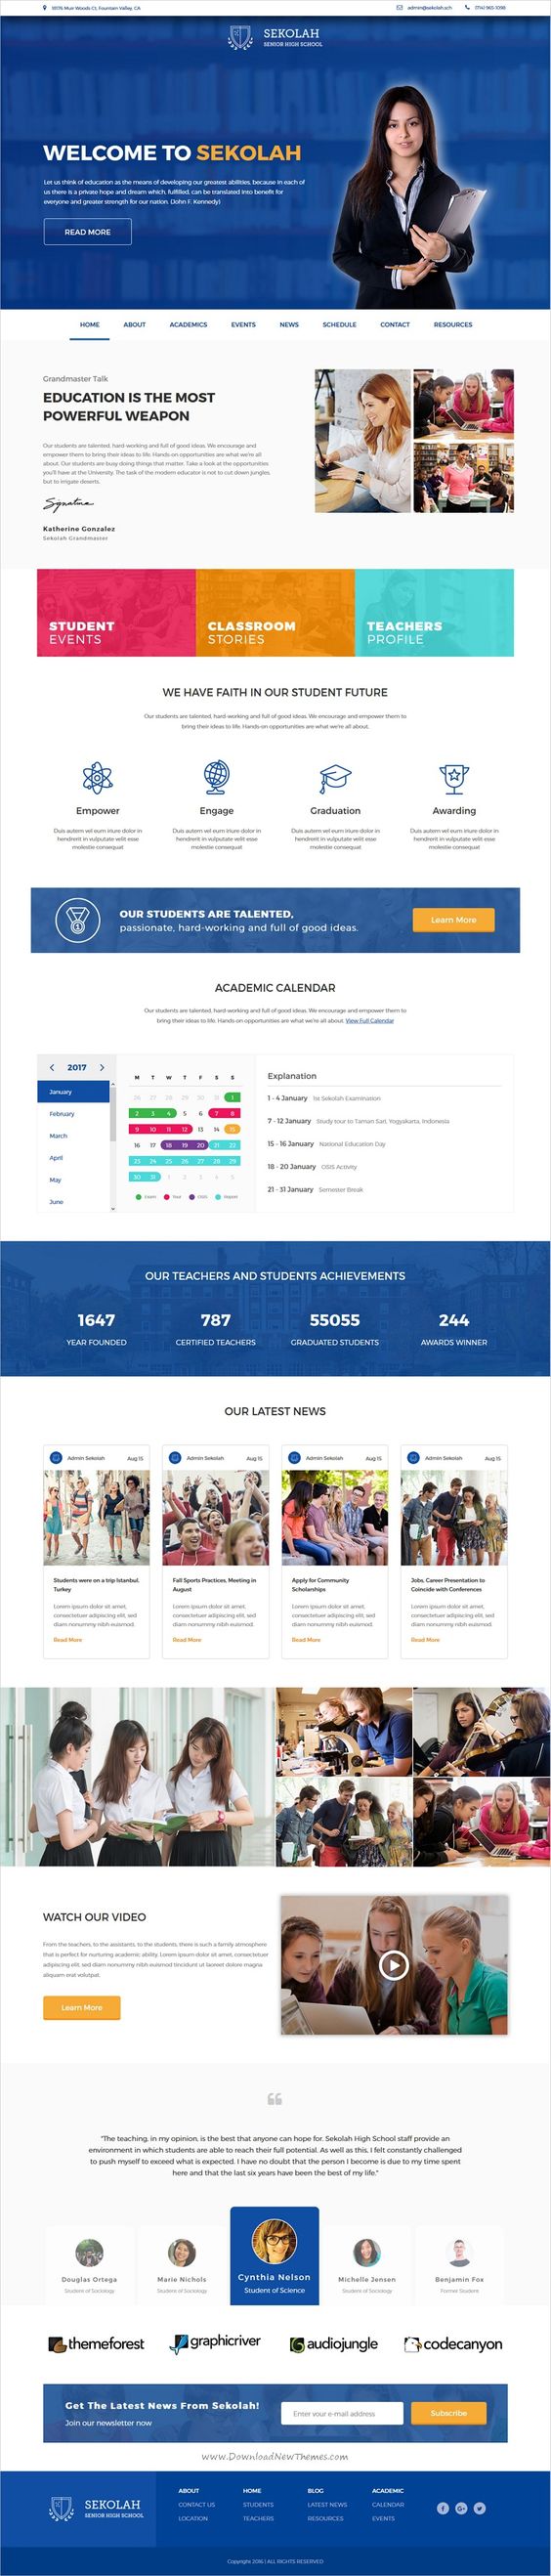 18176 Muir Woods Ct, Fountain Valley, CA
admin@sekolah.sch
SEKOLAH
SENIOR HIGH SCHOOL
WELCOME TO SEKOLAH
Let us think of education as the means of developing our greatest abilities, because in each of
us there is a private hope and dream which, fulfilled, can be translated into benefit for
everyone and greater strength for our nation. (John F. Kennedy)
READ MORE
HOME ABOUT ACADEMICS EVENTS NEWS SCHEDULE CONTACT RESOURCES
Grandmaster Talk
EDUCATION IS THE MOST
POWERFUL WEAPON
Our students are talented, hard-working and full of good ideas. We encourage and
empower them to bring their ideas to life. Hands-on opportunities are what we're all
about. Our students are busy doing things that matter. Take a look at the opportunities
you'll have at the University. The task of the modern educator is not to cut down jungles,
but to irrigate deserts.
Signatura
Katherine Gonzalez
Sekolah Grandmaster
STUDENT
EVENTS
CLASSROOM
STORIES
TEACHERS
PROFILE
WE HAVE FAITH IN OUR STUDENT FUTURE
Our students are talented, hard-working and full of good ideas. We encourage and empower them to
bring their ideas to life. Hands-on opportunities are what we're all about.
Empower Engage Graduation Awarding
Duis autem vel eum iriure dolor in Duis autem vel eum iriure dolor in Duis autem vel eum iriure dolor in Duis autem vel eum iriure dolor in
hendrerit in vulputate velit esse hendrerit in vulputate velit esse hendrerit in vulputate velit esse hendrerit in vulputate velit esse
molestie consequat molestie consequat molestie consequat molestie consequat
OUR STUDENTS ARE TALENTED,
passionate, hard-working and full of good ideas.
Learn More
ACADEMIC CALENDAR
Our students are talented, hard-working and full of good ideas. We encourage and empower them to
bring their ideas to life. Hands-on opportunities are what we're all about. View Full Calendar
2017
January
February
March
April
May
June
M T W T F S S
26 27 28 29 30 31 1
2 3 4 5 6 7 8
9 10 11 12 13 14 15
16 17 18 19 20 21 22
23 24 25 26 27 28 29
30 31 1 2 3 4 5
Exam Tour OSIS Report
Explanation
1 - 4 January 1st Sekolah Examination
7 - 12 January Study tour to Taman Sari, Yogyakarta, Indonesia
15 - 16 January National Education Day
18 - 20 January OSIS Activity
21 - 31 January Semester Break
OUR TEACHERS AND STUDENTS ACHIEVEMENTS
1647 787 55055 244
YEAR FOUNDED CERTIFIED TEACHERS GRADUATED STUDENTS AWARDS WINNER
OUR LATEST NEWS
Admin Sekolah Aug 15 Admin Sekolah Aug 15 Admin Sekolah Aug 15 Admin Sekolah Aug 15
Students were on a trip Istanbul,
Turkey
Lorem ipsum dolor sit amet,
consectetuer adipiscing elit, sed
diam nonummy nibh euismod.
Read More
Fall Sports Practices, Meeting in
August
Lorem ipsum dolor sit amet,
consectetuer adipiscing elit, sed
diam nonummy nibh euismod.
Read More
Apply for Community
Scholarships
Lorem ipsum dolor sit amet,
consectetuer adipiscing elit, sed
diam nonummy nibh euismod.
Read More
Jobs, Career Presentation to
Coincide with Conferences
Lorem ipsum dolor sit amet,
consectetuer adipiscing elit, sed
diam nonummy nibh euismod.
Read More
WATCH OUR VIDEO
From the teachers, to the assistants, to the students, there is such a family atmosphere
that is perfect for nurturing academic ability. Lorem ipsum dolor sit amet, consectetuer
adipiscing elit, sed diam nonummy nibh euismod tincidunt ut laoreet dolore magna
aliquam erat volutpat.
Learn More
"The teaching, in my opinion, is the best that anyone can hope for. Sekolah High School staff provide an
environment in which students are able to reach their full potential. As well as this, I felt constantly challenged
to push myself to exceed what is expected. I have no doubt that the person I become is due to my time spent
here and that the last six years have been the best of my life."
Douglas Ortega
Student of Sociology
Marie Nichols
Student of Sociology
Cynthia Nelson
Student of Science
Michelle Jensen
Student of Sociology
Benjamin Fox
Former Student
themeforest graphicriver audiojungle codecanyon
Get The Latest News From Sekolah!
Join our newsletter now
Enter your e-mail address
Subscribe
www.DownloadNewThemes.com
SEKOLAH
SENIOR HIGH SCHOOL
ABOUT HOME BLOG ACADEMIC
CONTACT US STUDENTS LATEST NEWS CALENDAR
LOCATION TEACHERS RESOURCES EVENTS
Copyright 2016 | ALL RIGHTS RESERVED